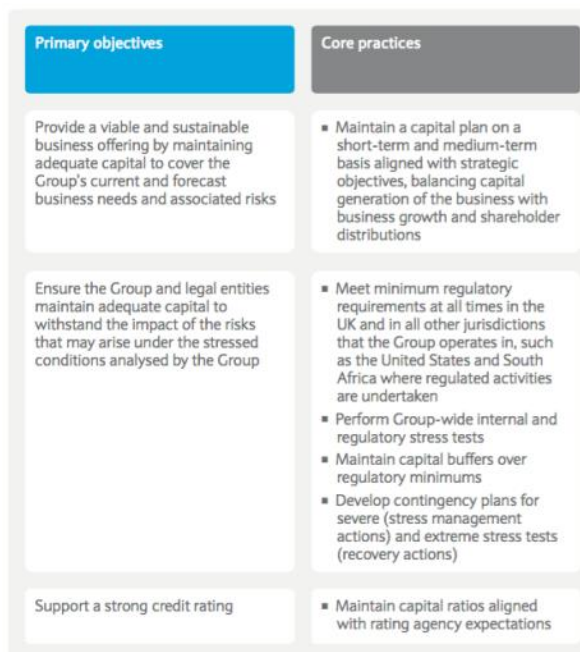 Primary objectives
Core practices
Provide a viable and sustainable
business offering by maintaining
adequate capital to cover the
Group's current and forecast
business needs and associated risks
▪ Maintain a capital plan on a
short-term and medium-term
basis aligned with strategic
objectives, balancing capital
generation of the business with
business growth and shareholder
distributions
Ensure the Group and legal entities
maintain adequate capital to
withstand the impact of the risks
that may arise under the stressed
conditions analysed by the Group
▪ Meet minimum regulatory
requirements at all times in the
UK and in all other jurisdictions
that the Group operates in, such
as the United States and South
Africa where regulated activities
are undertaken
▪ Perform Group-wide internal and
regulatory stress tests
▪ Maintain capital buffers over
regulatory minimums
▪ Develop contingency plans for
severe (stress management
actions) and extreme stress tests
(recovery actions)
Support a strong credit rating
▪ Maintain capital ratios aligned
with rating agency expectations